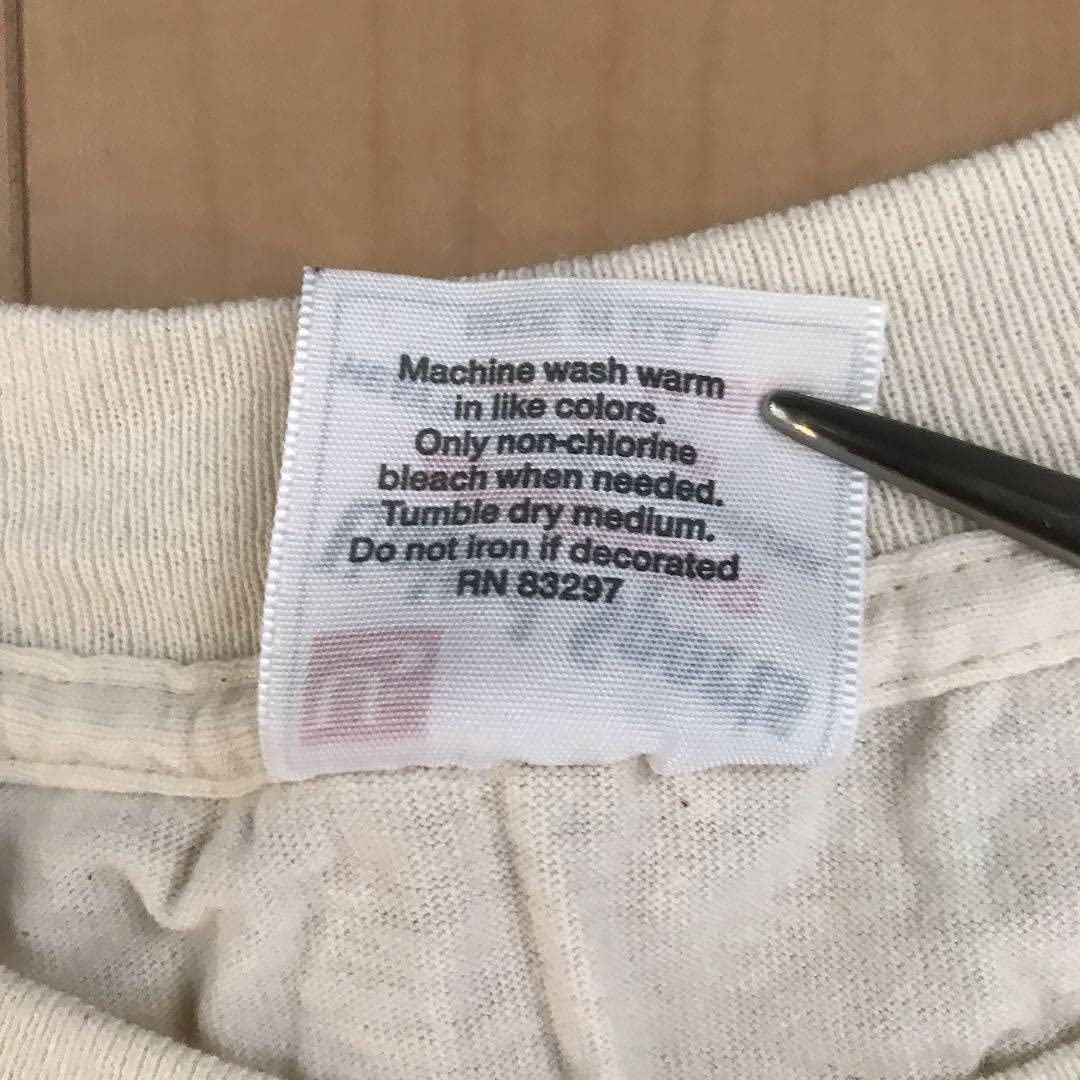 Machine wash warm
in like colors.
Only non-chlorine
bleach when needed.
Tumble dry medium.
Do not iron if decorated
RN 83297